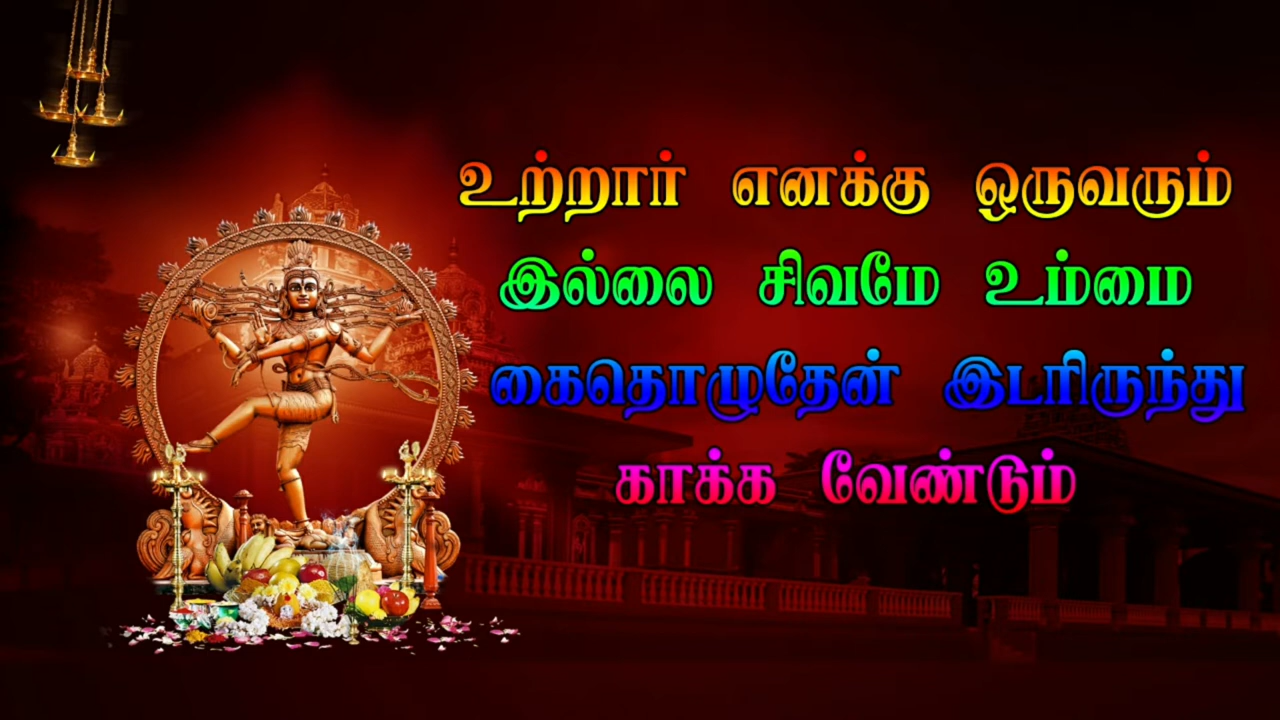 உற்றார் எனக்கு ஒருவரும்
இல்லை சிவமே உம்மை
கைதொழுதேன் இடரிருந்து
காக்க வேண்டும்